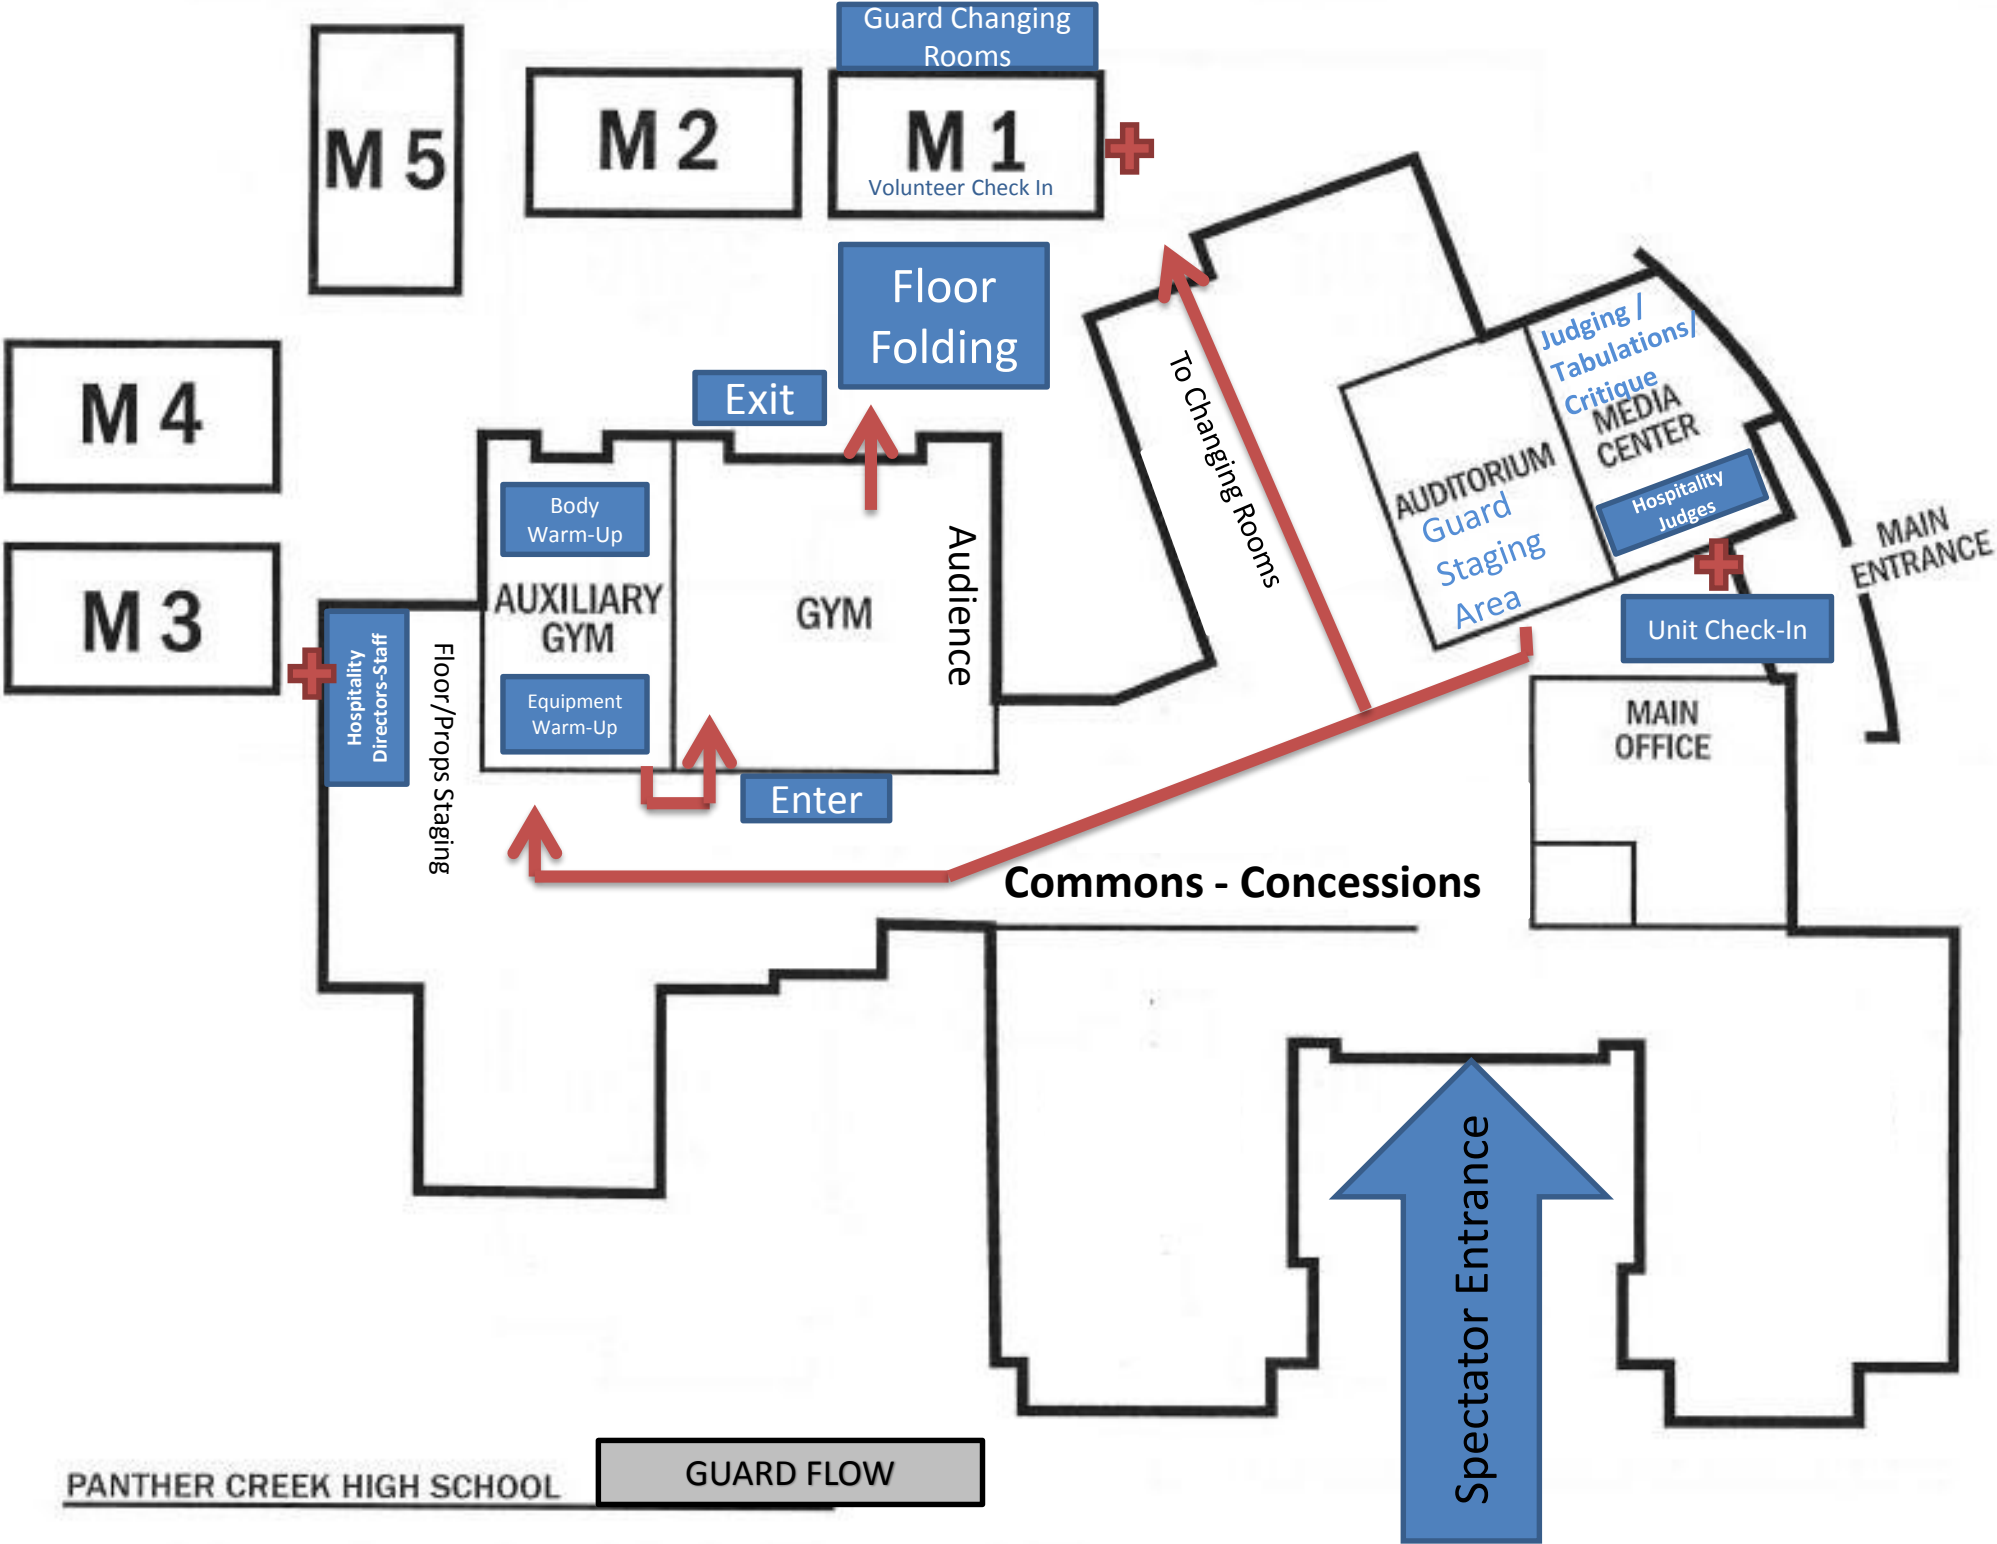 Guard Changing
Rooms
M 5
M 2
M 1
Volunteer Check In
Floor
Folding
Exit
M 4
M 3
Body
Warm-Up
AUXILIARY
GYM
Equipment
Warm-Up
GYM
Audience
Enter
Hospitality
Directors-Staff
Floor/Props Staging
To Changing Rooms
Judging /
Tabulations/
Critique
MEDIA
CENTER
Hospitality
Judges
AUDITORIUM
Guard
Staging
Area
MAIN
ENTRANCE
Unit Check-In
MAIN
OFFICE
Commons - Concessions
Spectator Entrance
PANTHER CREEK HIGH SCHOOL
GUARD FLOW